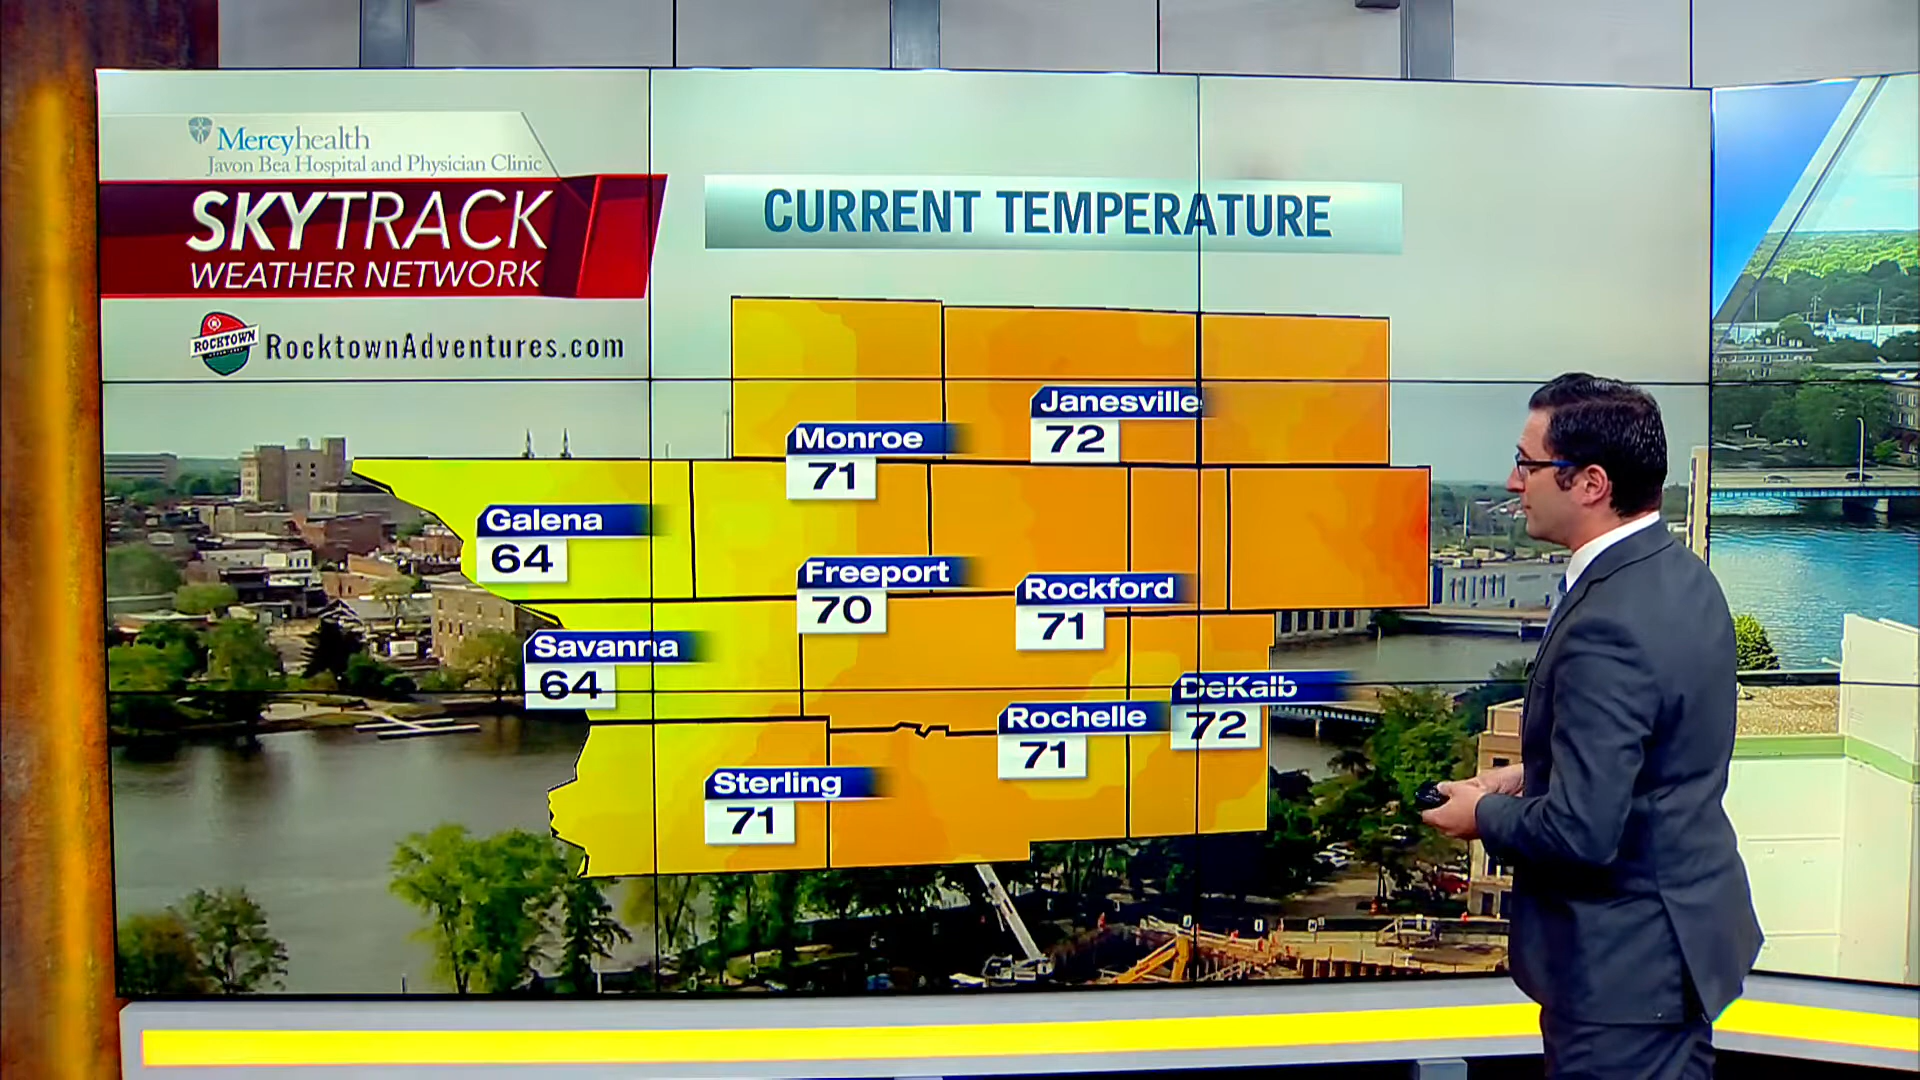 Mercyhealth
Javon Bea Hospital and Physician Clinic
SKYTRACK
WEATHER NETWORK
ROCKTOWN
RocktownAdventures.com
CURRENT TEMPERATURE
Janesville
72
Monroe
71
Galena
64
Freeport
70
Rockford
71
Savanna
64
DeKalb
72
Rochelle
71
Sterling
71